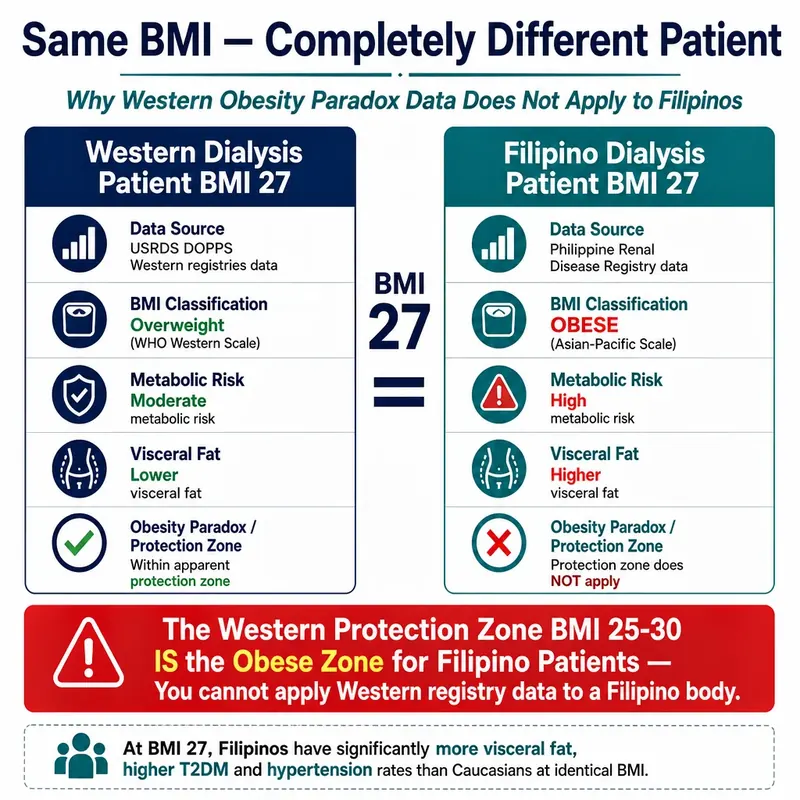 Same BMI — Completely Different Patient
Why Western Obesity Paradox Data Does Not Apply to Filipinos
Western Dialysis
Patient BMI 27
Data Source
USRDS DOPPS
Western registries data
BMI Classification
Overweight
(WHO Western Scale)
Metabolic Risk
Moderate
metabolic risk
Visceral Fat
Lower
visceral fat
Obesity Paradox /
Protection Zone
Within apparent
protection zone
BMI
27
=
Filipino Dialysis
Patient BMI 27
Data Source
Philippine Renal
Disease Registry data
BMI Classification
OBESE
(Asian-Pacific Scale)
Metabolic Risk
High
metabolic risk
Visceral Fat
Higher
visceral fat
Obesity Paradox /
Protection Zone
Protection zone does
NOT apply
The Western Protection Zone BMI 25-30
IS the Obese Zone for Filipino Patients —
You cannot apply Western registry data to a Filipino body.
At BMI 27, Filipinos have significantly more visceral fat,
higher T2DM and hypertension rates than Caucasians at identical BMI.